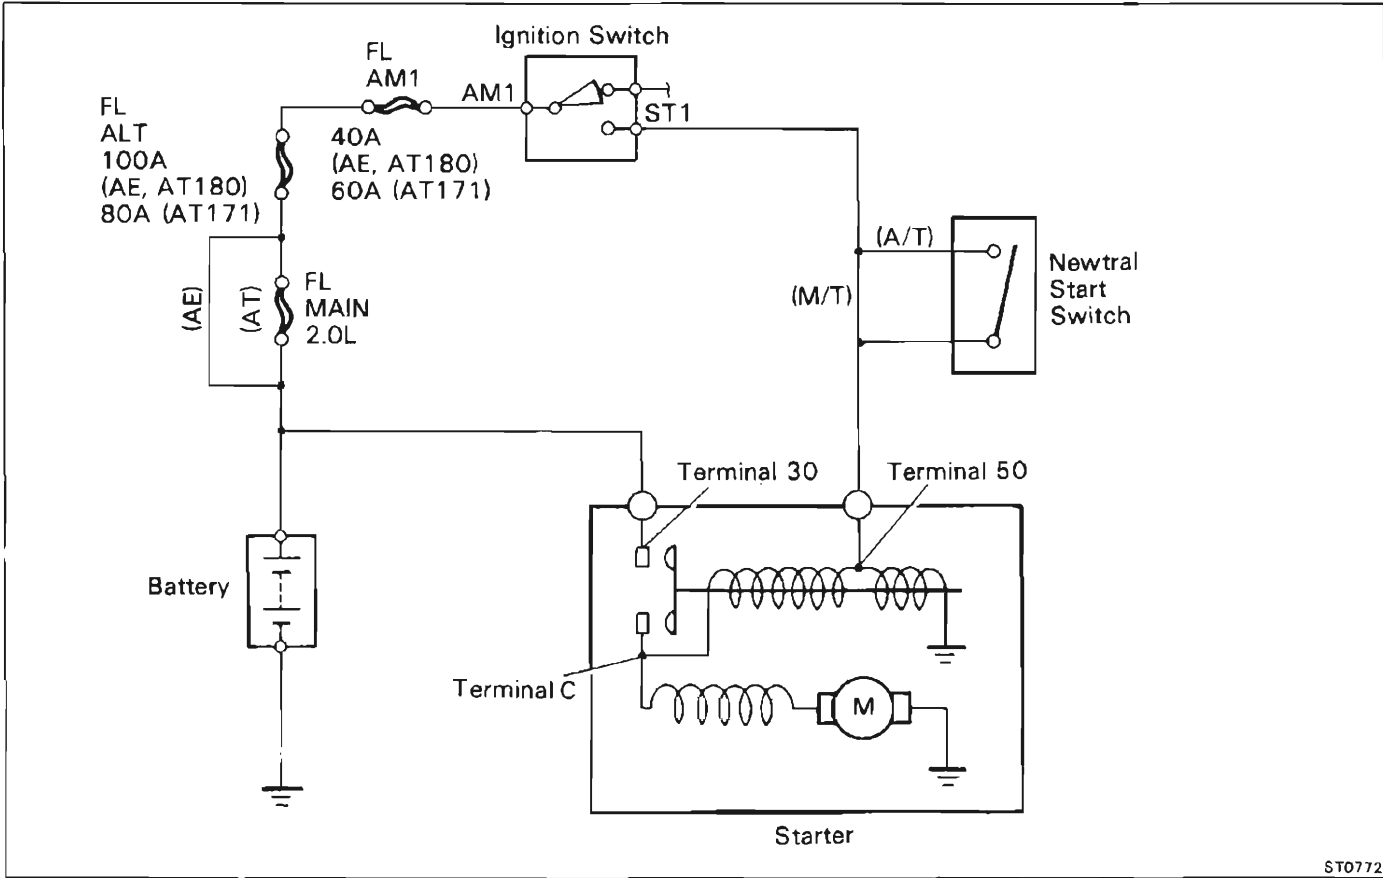 Ignition Switch
FL
AM1
AM1
ST1
FL
ALT
100A
(AE, AT180)
80A (AT171)
40A
(AE, AT180)
60A (AT171)
(A/T)
(M/T)
Newtral
Start
Switch
(AE)
(AT)
FL
MAIN
2.0L
Terminal 30
Terminal 50
Battery
Terminal C
M
Starter
ST0772